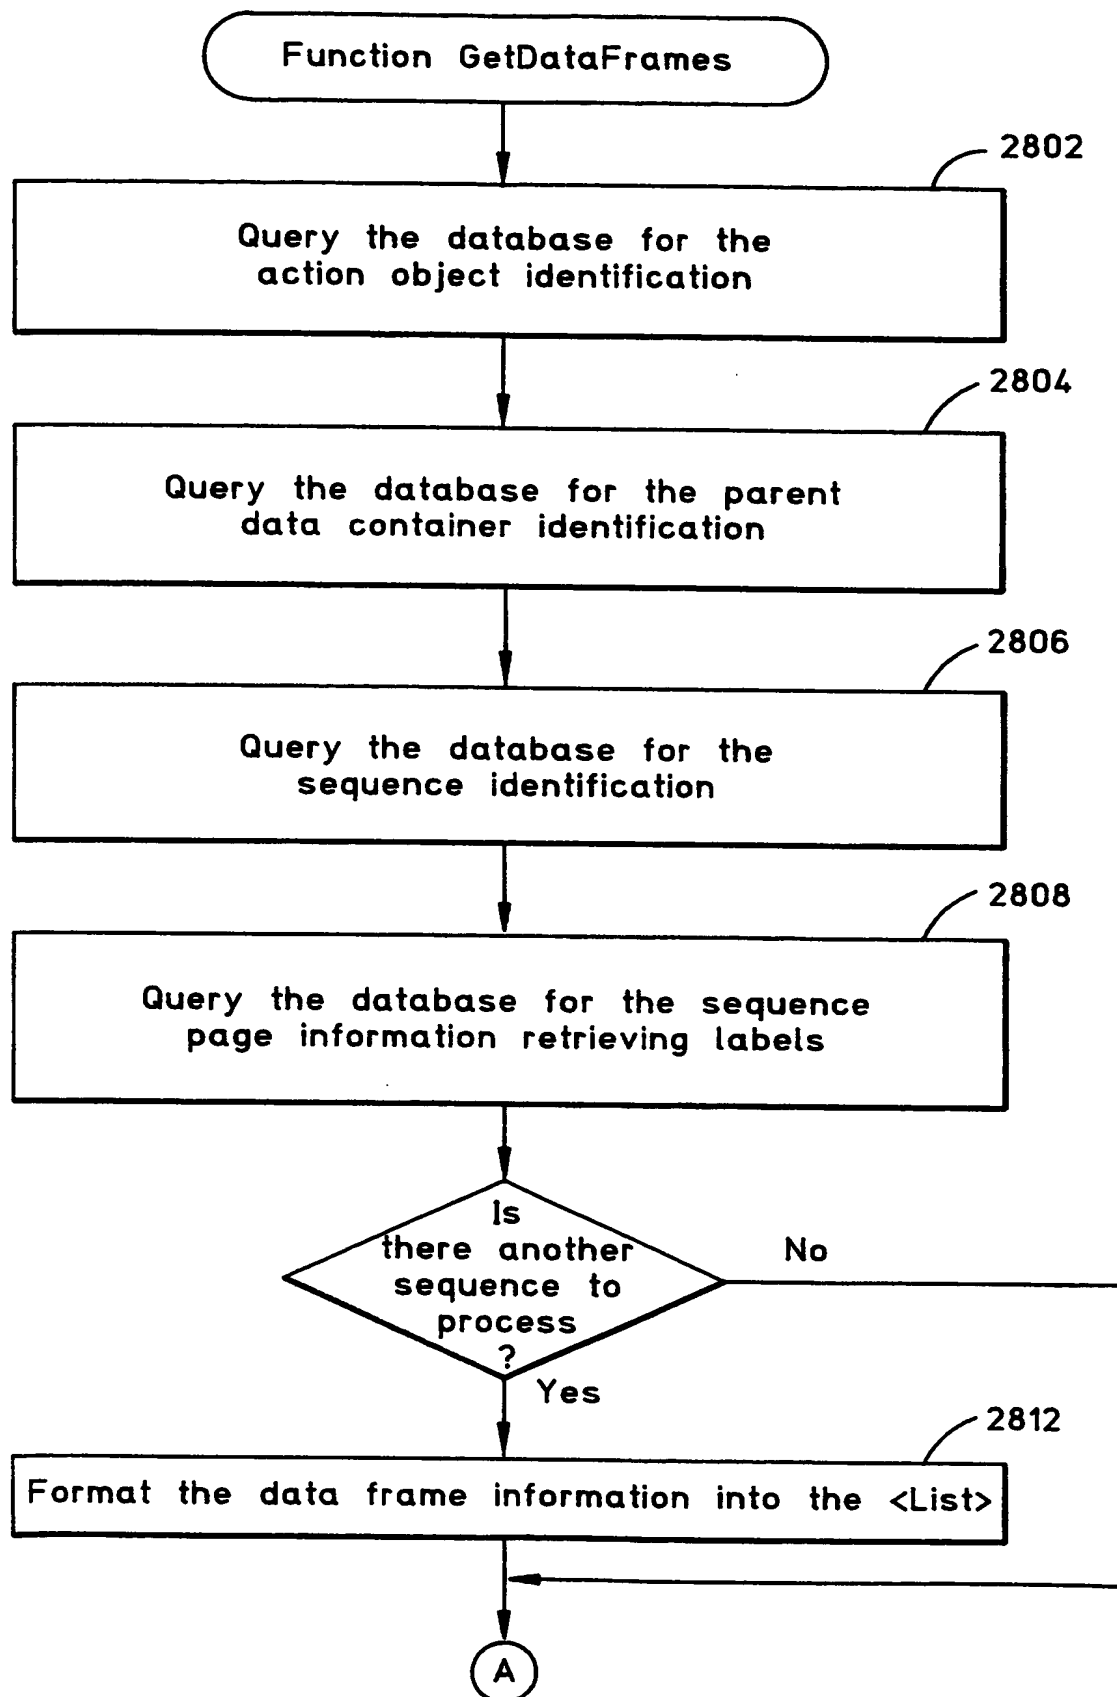 Function GetDataFrames
2802
Query the database for the
action object identification
2804
Query the database for the parent
data container identification
2806
Query the database for the
sequence identification
2808
Query the database for the sequence
page information retrieving labels
Is
there another
sequence to
process
?
No
Yes
2812
Format the data frame information into the <List>
A